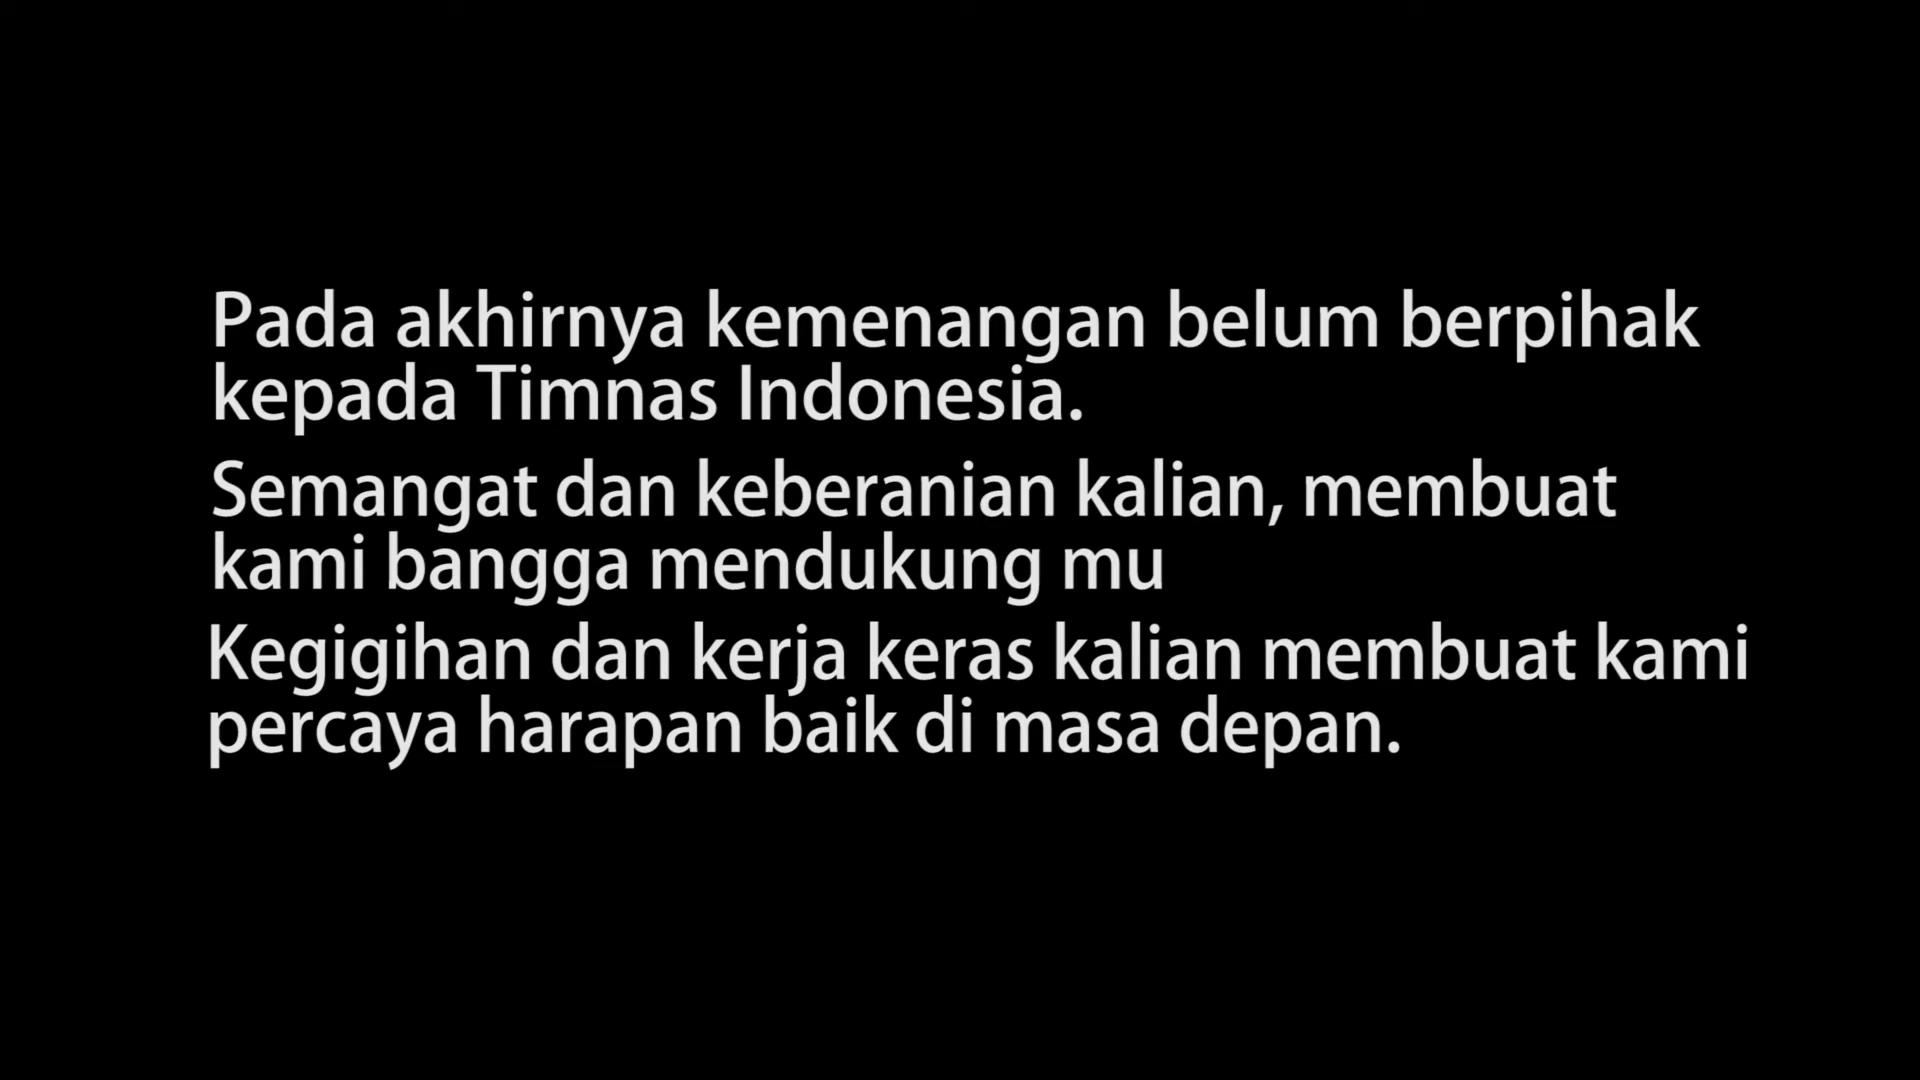 Pada akhirnya kemenangan belum berpihak
kepada Timnas Indonesia.
Semangat dan keberanian kalian, membuat
kami bangga mendukung mu
Kegigihan dan kerja keras kalian membuat kami
percaya harapan baik di masa depan.